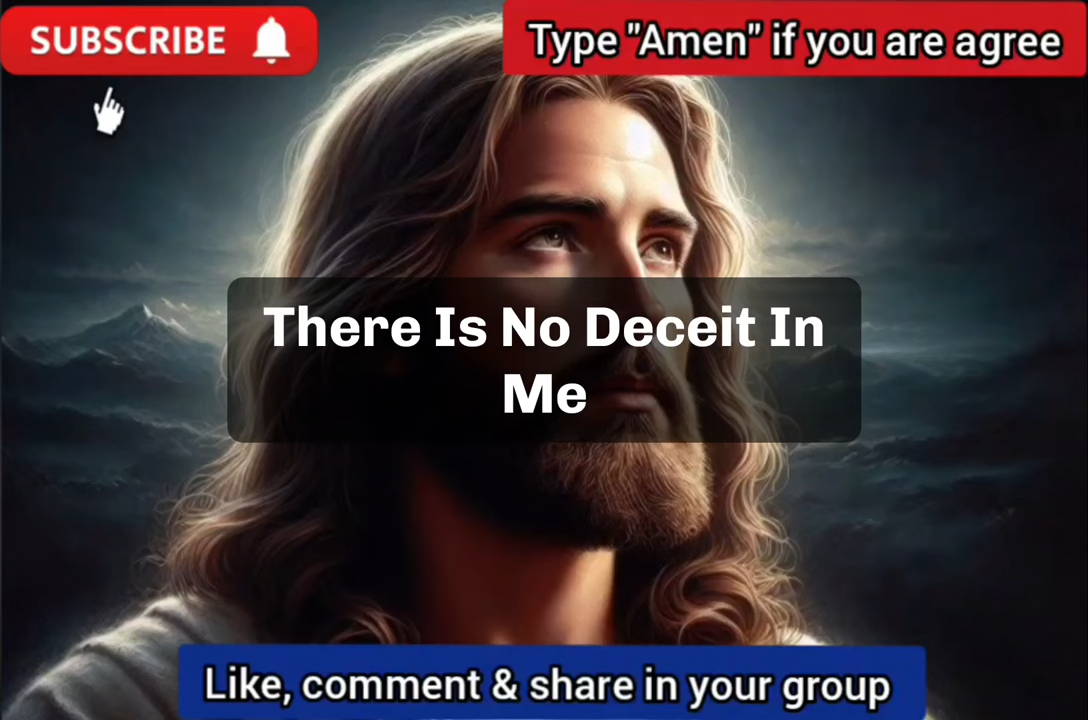 SUBSCRIBE
Type "Amen" if you are agree
There Is No Deceit In
Me
Like, comment & share in your group